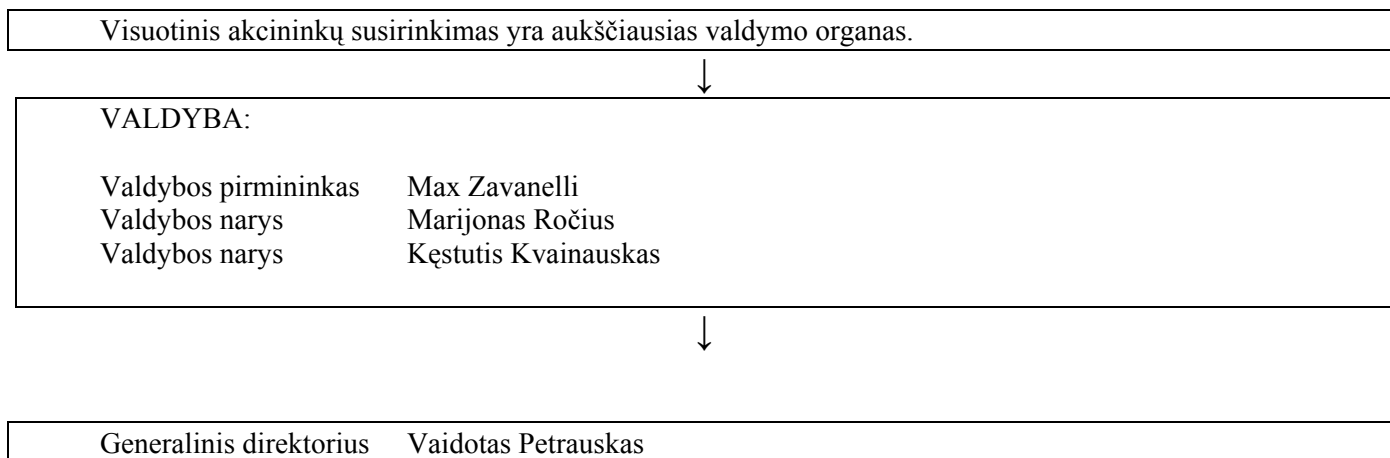 Visuotinis akcininkų susirinkimas yra aukščiausias valdymo organas.
↓
VALDYBA:
Valdybos pirmininkas Max Zavanelli
Valdybos narys Marijonas Ročius
Valdybos narys Kęstutis Kvainauskas
↓
Generalinis direktorius Vaidotas Petrauskas